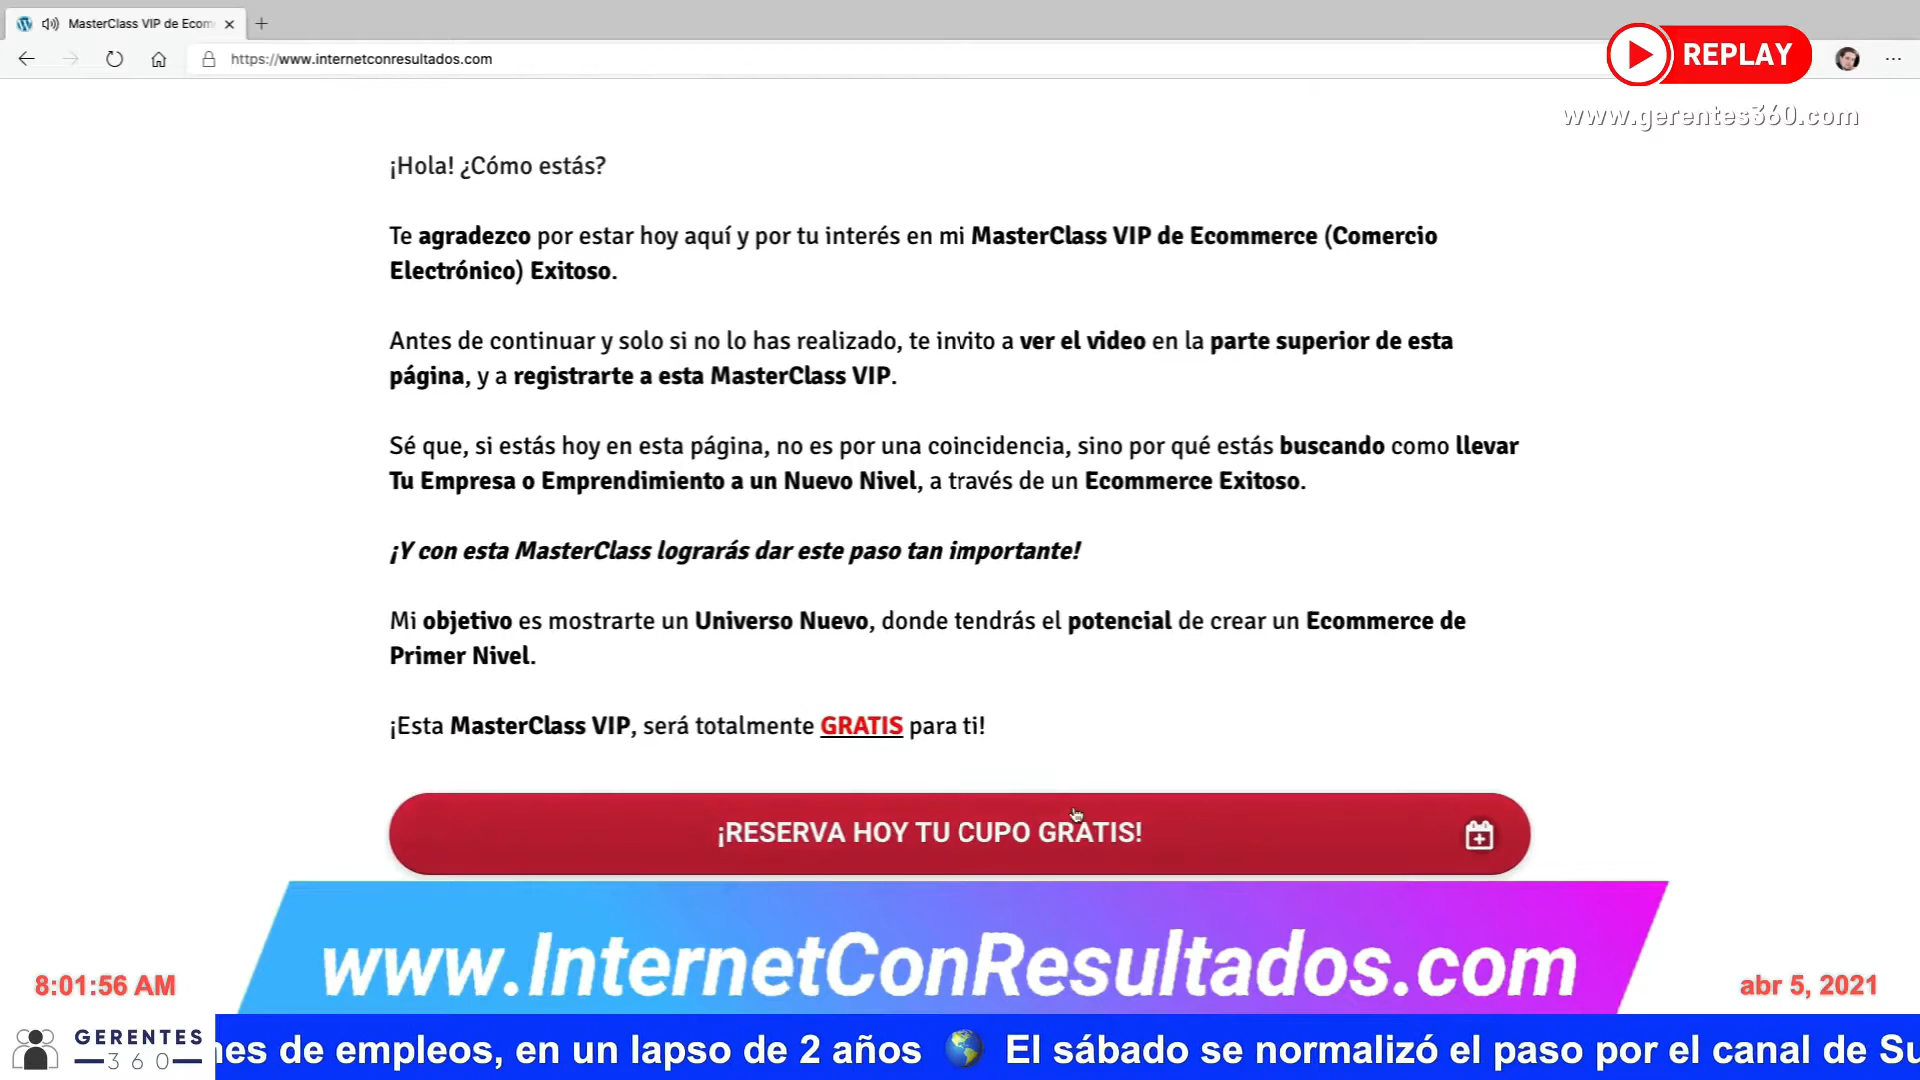 MasterClass VIP de Ecom
https://www.internetconresultados.com
REPLAY
www.gerentes360.com
¡Hola! ¿Cómo estás?
Te agradezco por estar hoy aquí y por tu interés en mi MasterClass VIP de Ecommerce (Comercio
Electrónico) Exitoso.
Antes de continuar y solo si no lo has realizado, te invito a ver el video en la parte superior de esta
página, y a registrarte a esta MasterClass VIP.
Sé que, si estás hoy en esta página, no es por una coincidencia, sino por qué estás buscando como llevar
Tu Empresa o Emprendimiento a un Nuevo Nivel, a través de un Ecommerce Exitoso.
¡Y con esta MasterClass lograrás dar este paso tan importante!
Mi objetivo es mostrarte un Universo Nuevo, donde tendrás el potencial de crear un Ecommerce de
Primer Nivel.
¡Esta MasterClass VIP, será totalmente GRATIS para ti!
¡RESERVA HOY TU CUPO GRATIS!
www.InternetConResultados.com
8:01:56 AM
abr 5, 2021
GERENTES
360
nes de empleos, en un lapso de 2 años El sábado se normalizó el paso por el canal de Su